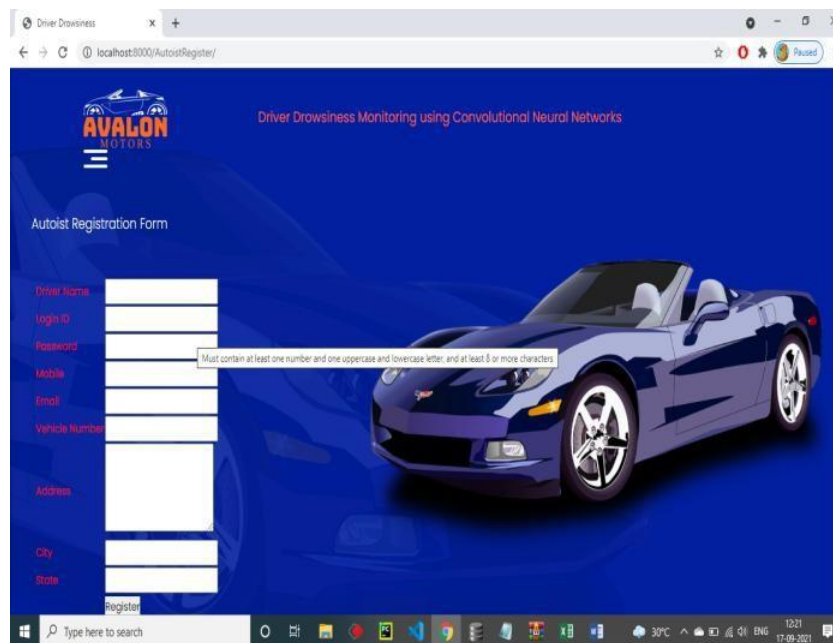 Driver Drowsiness
localhost:8000/AutoistRegister/
Paused
AVALON
MOTORS
Driver Drowsiness Monitoring using Convolutional Neural Networks
Autoist Registration Form
Driver Name
Login ID
Password
Must contain at least one number and one uppercase and lowercase letter, and at least 8 or more characters
Mobile
Email
Vehicle Number
Address
City
State
Register
Type here to search
30°C
ENG
12:21
17-09-2021